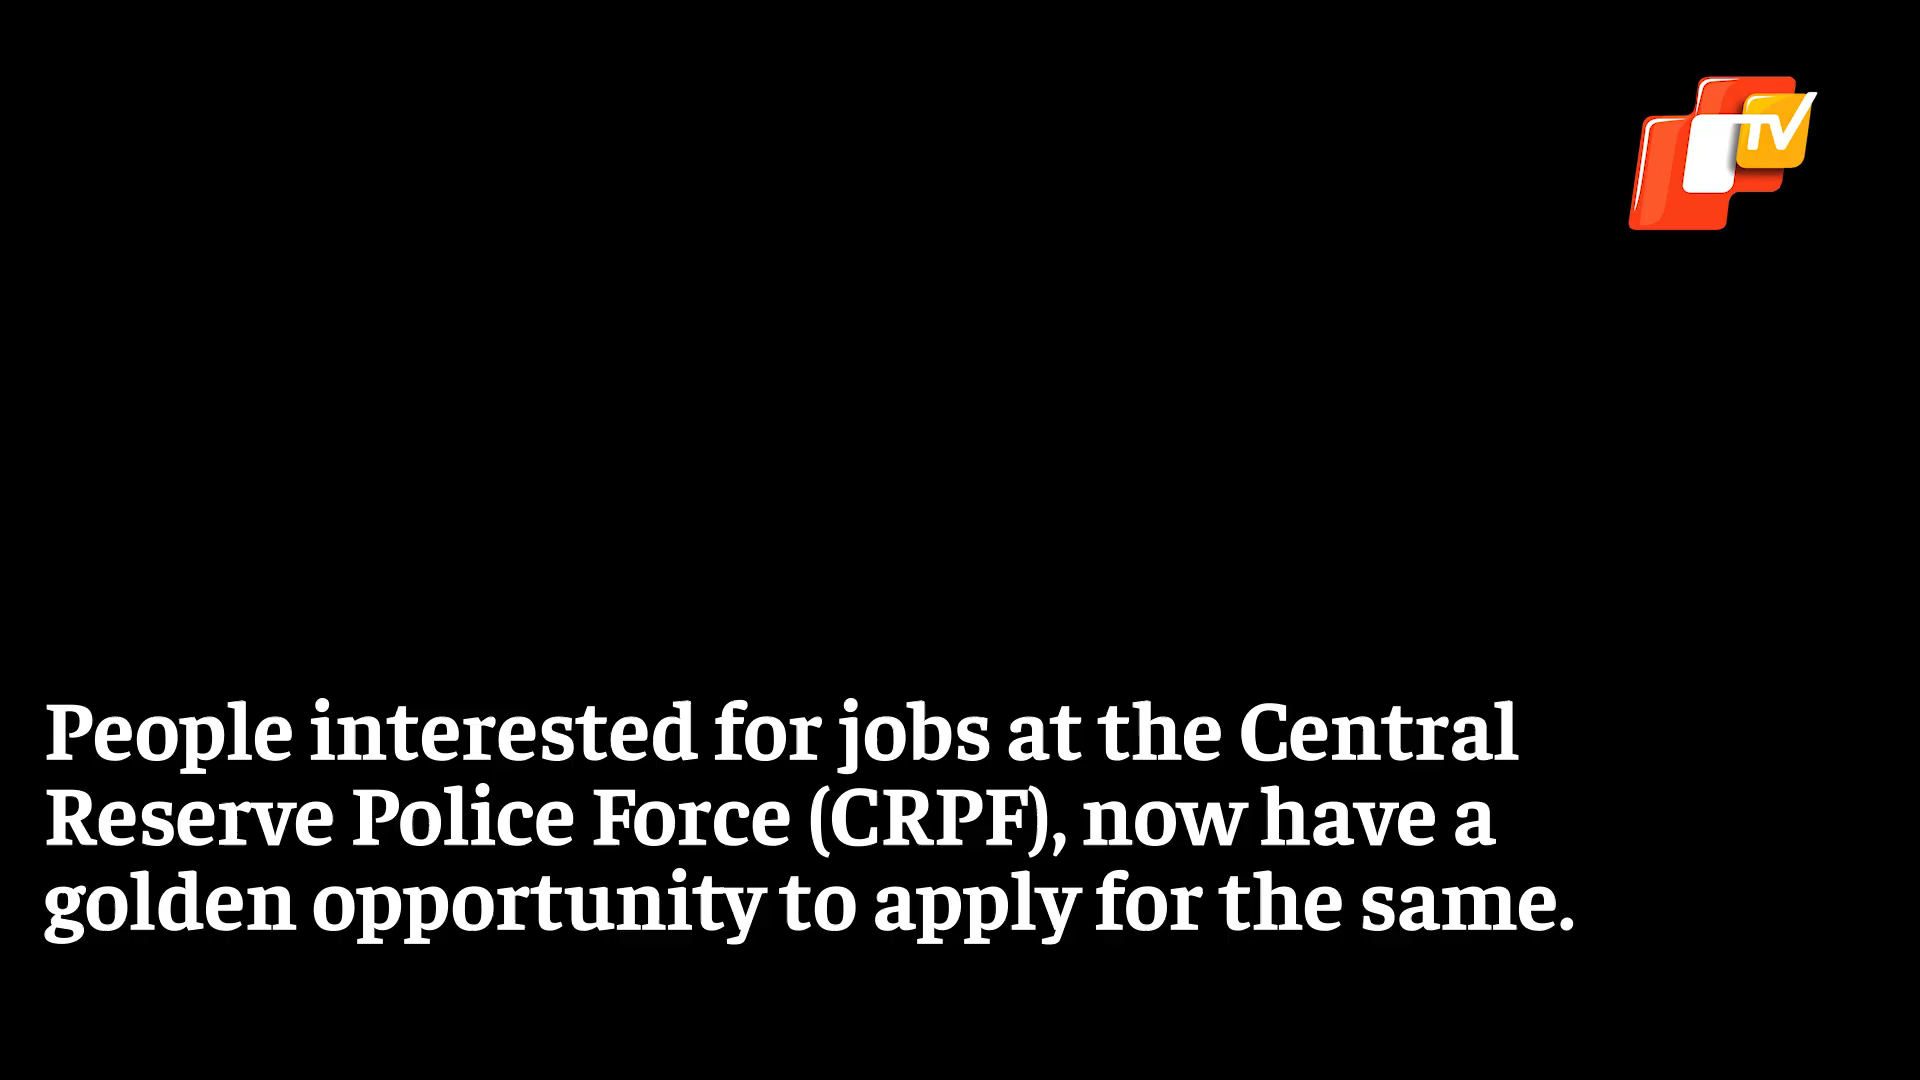 TV
People interested for jobs at the Central
Reserve Police Force (CRPF), now have a
golden opportunity to apply for the same.